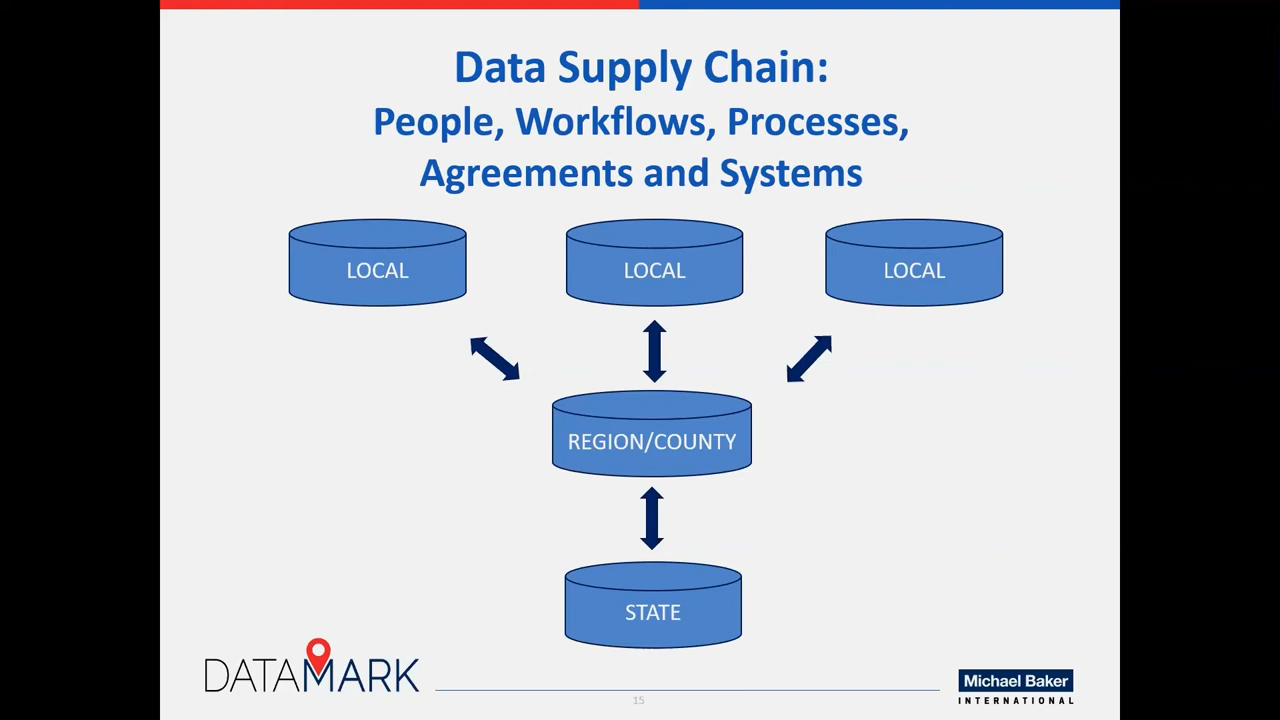 Data Supply Chain:
People, Workflows, Processes,
Agreements and Systems
LOCAL
LOCAL
LOCAL
REGION/COUNTY
STATE
DATAMARK
15
Michael Baker
INTERNATIONAL